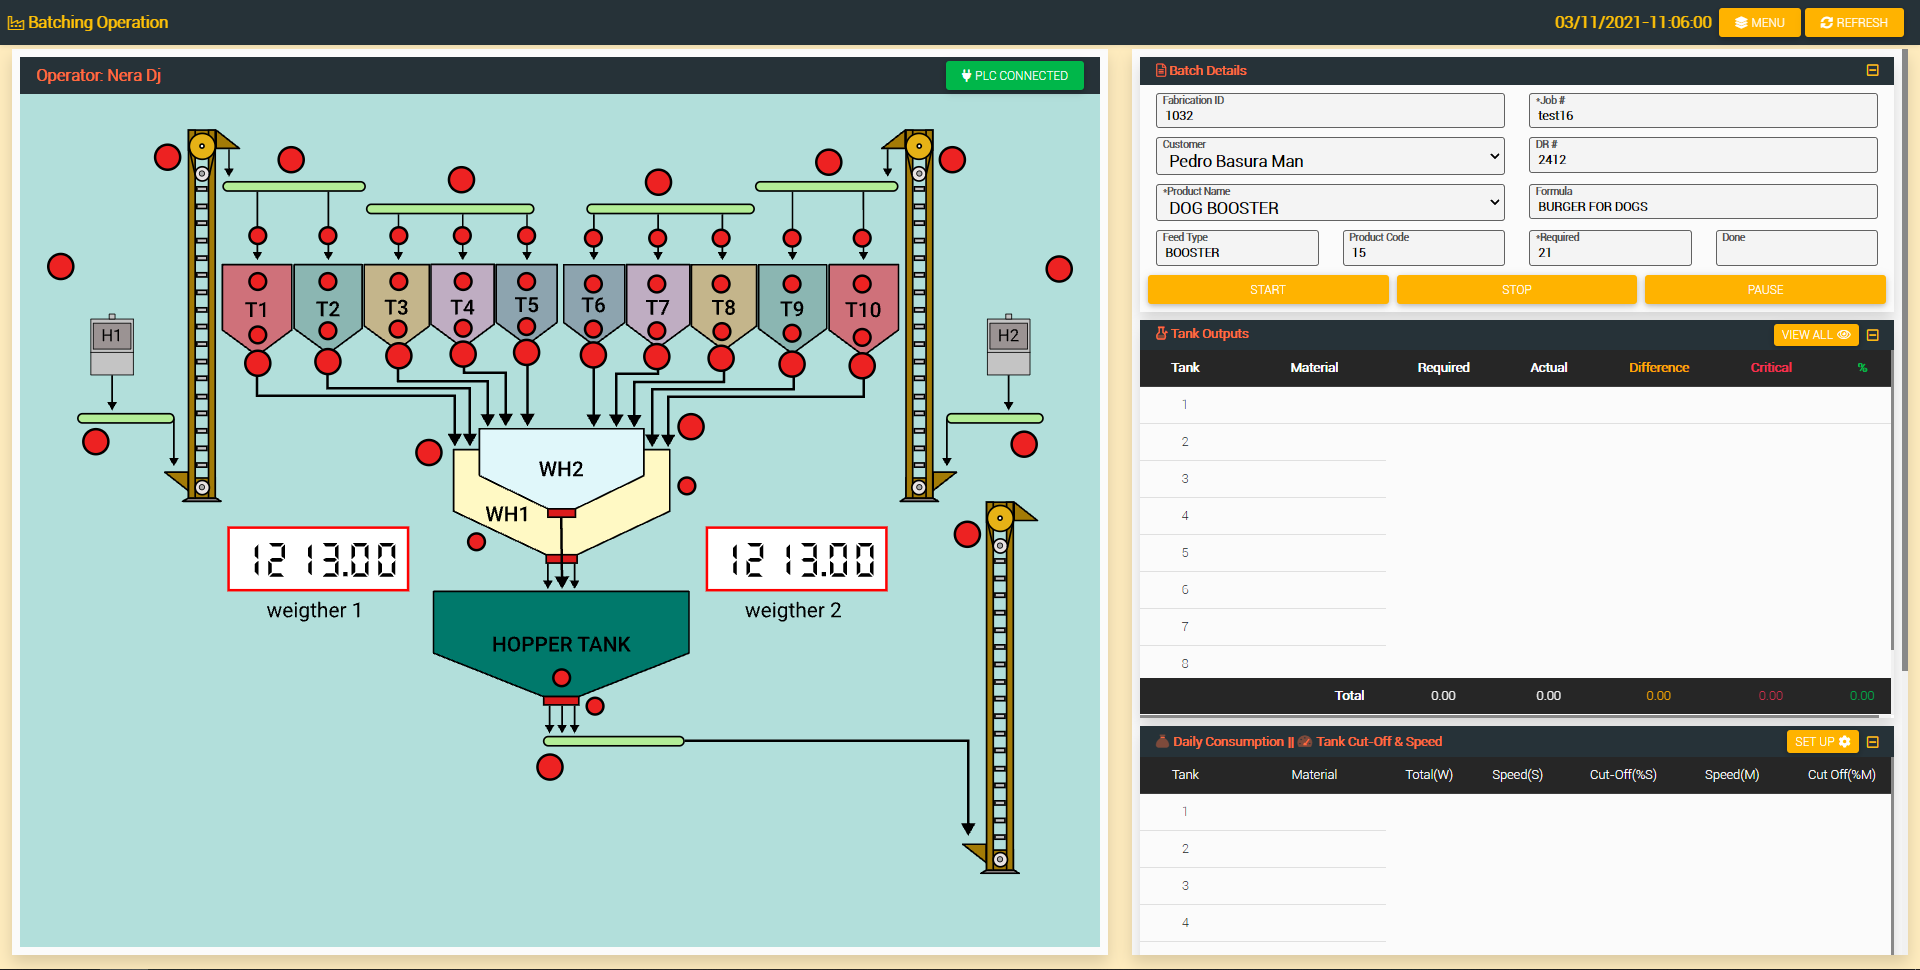 Batching Operation
03/11/2021-11:06:00
MENU
REFRESH
Operator: Nera Dj
PLC CONNECTED
T1
T2
T3
T4
T5
T6
T7
T8
T9
T10
H1
H2
WH2
WH1
1213.00
weigther 1
1213.00
weigther 2
HOPPER TANK
Batch Details
Fabrication ID
1032
*Job #
test16
Customer
Pedro Basura Man
DR #
2412
*Product Name
DOG BOOSTER
Formula
BURGER FOR DOGS
Feed Type
BOOSTER
Product Code
15
*Required
21
Done
START
STOP
PAUSE
Tank Outputs
VIEW ALL
Tank Material Required Actual Difference Critical %
1
2
3
4
5
6
7
8
Total 0.00 0.00 0.00 0.00 0.00
Daily Consumption || Tank Cut-Off & Speed
SET UP
Tank Material Total(W) Speed(S) Cut-Off(%S) Speed(M) Cut Off(%M)
1
2
3
4